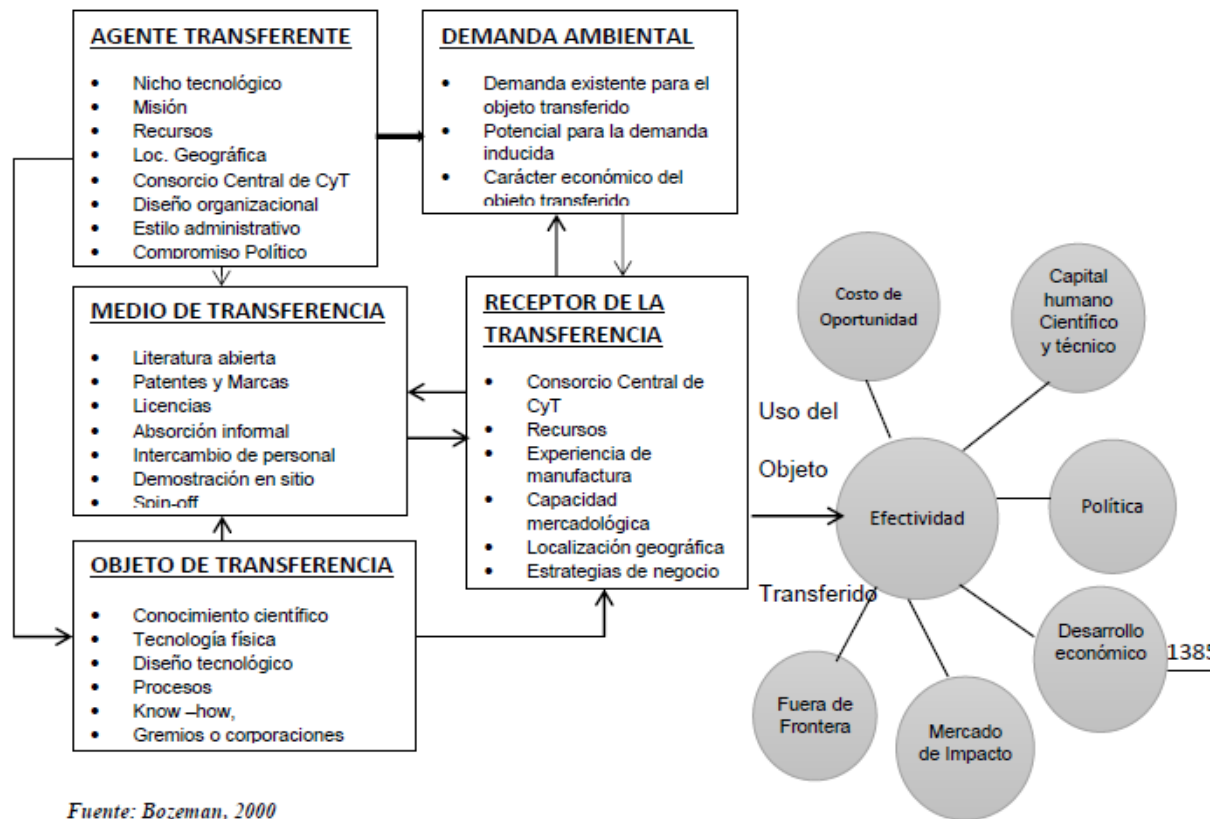 AGENTE TRANSFERENTE
• Nicho tecnológico
• Misión
• Recursos
• Loc. Geográfica
• Consorcio Central de CyT
• Diseño organizacional
• Estilo administrativo
• Compromiso Político
DEMANDA AMBIENTAL
• Demanda existente para el
objeto transferido
• Potencial para la demanda
inducida
• Carácter económico del
objeto transferido
MEDIO DE TRANSFERENCIA
• Literatura abierta
• Patentes y Marcas
• Licencias
• Absorción informal
• Intercambio de personal
• Demostración en sitio
• Spin-off
RECEPTOR DE LA
TRANSFERENCIA
• Consorcio Central de
CyT
• Recursos
• Experiencia de
manufactura
• Capacidad
mercadológica
• Localización geográfica
• Estrategias de negocio
OBJETO DE TRANSFERENCIA
• Conocimiento científico
• Tecnología física
• Diseño tecnológico
• Procesos
• Know –how,
• Gremios o corporaciones
Uso del
Objeto
Transferido
Efectividad
Costo de
Oportunidad
Capital
humano
Científico
y técnico
Política
Desarrollo
económico
1385
Mercado
de Impacto
Fuera de
Frontera
Fuente: Bozeman, 2000